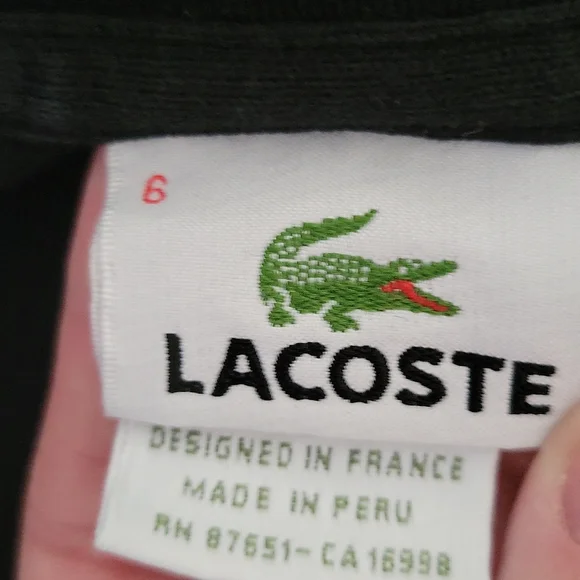 6
LACOSTE
DESIGNED IN FRANCE
MADE IN PERU
RN 87651-CA 16998